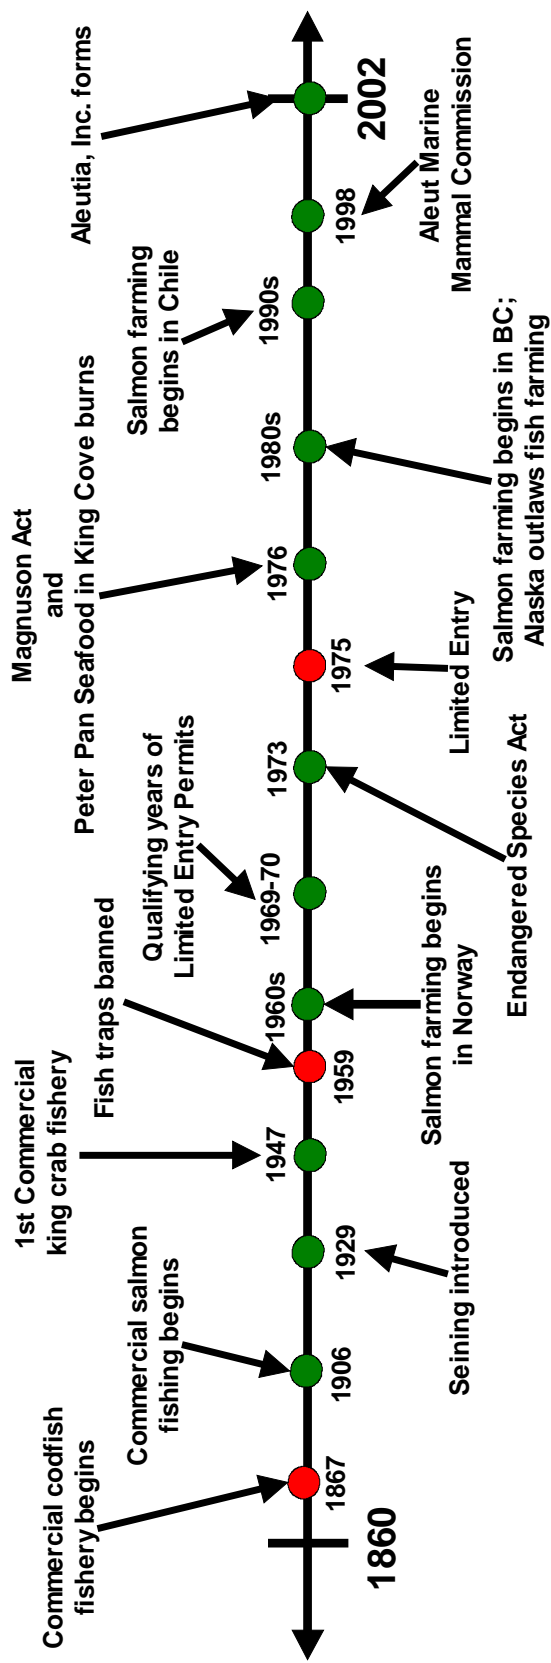 Commercial codfish
fishery begins
1860
1867
Commercial salmon
fishing begins
1906
Seining introduced
1929
1st Commercial
king crab fishery
1947
Fish traps banned
1959
Salmon farming begins
in Norway
1960s
Qualifying years of
Limited Entry Permits
1969-70
Endangered Species Act
1973
Limited Entry
1975
Magnuson Act
and
Peter Pan Seafood in King Cove burns
1976
Salmon farming begins in BC;
Alaska outlaws fish farming
1980s
Salmon farming
begins in Chile
1990s
Aleut Marine
Mammal Commission
1998
Aleutia, Inc. forms
2002